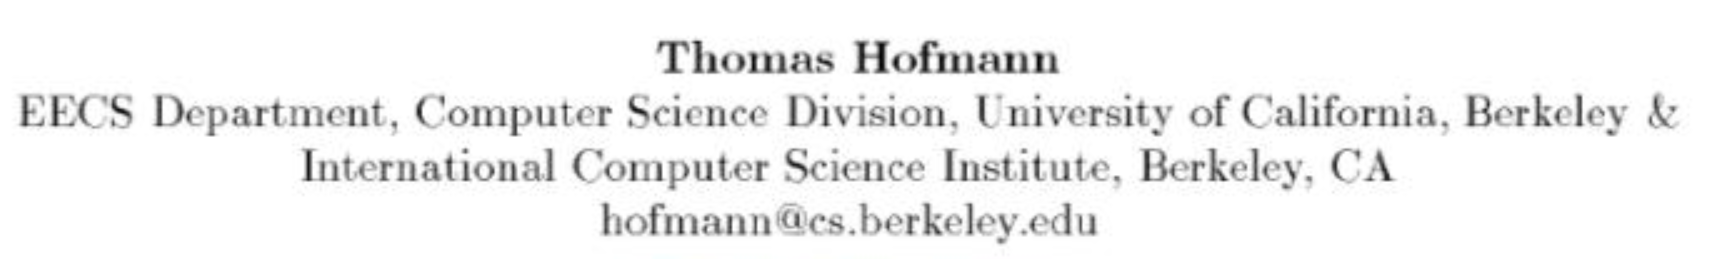 Thomas Hofmann
EECS Department, Computer Science Division, University of California, Berkeley &
International Computer Science Institute, Berkeley, CA
hofmann@cs.berkeley.edu